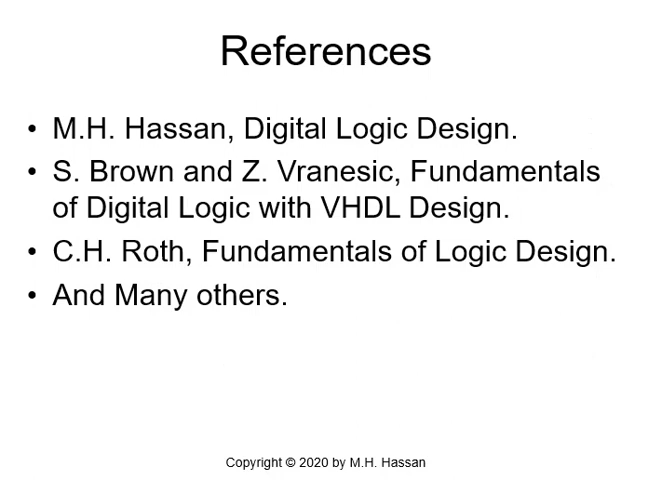 References
• M.H. Hassan, Digital Logic Design.
• S. Brown and Z. Vranesic, Fundamentals
of Digital Logic with VHDL Design.
• C.H. Roth, Fundamentals of Logic Design.
• And Many others.
Copyright © 2020 by M.H. Hassan